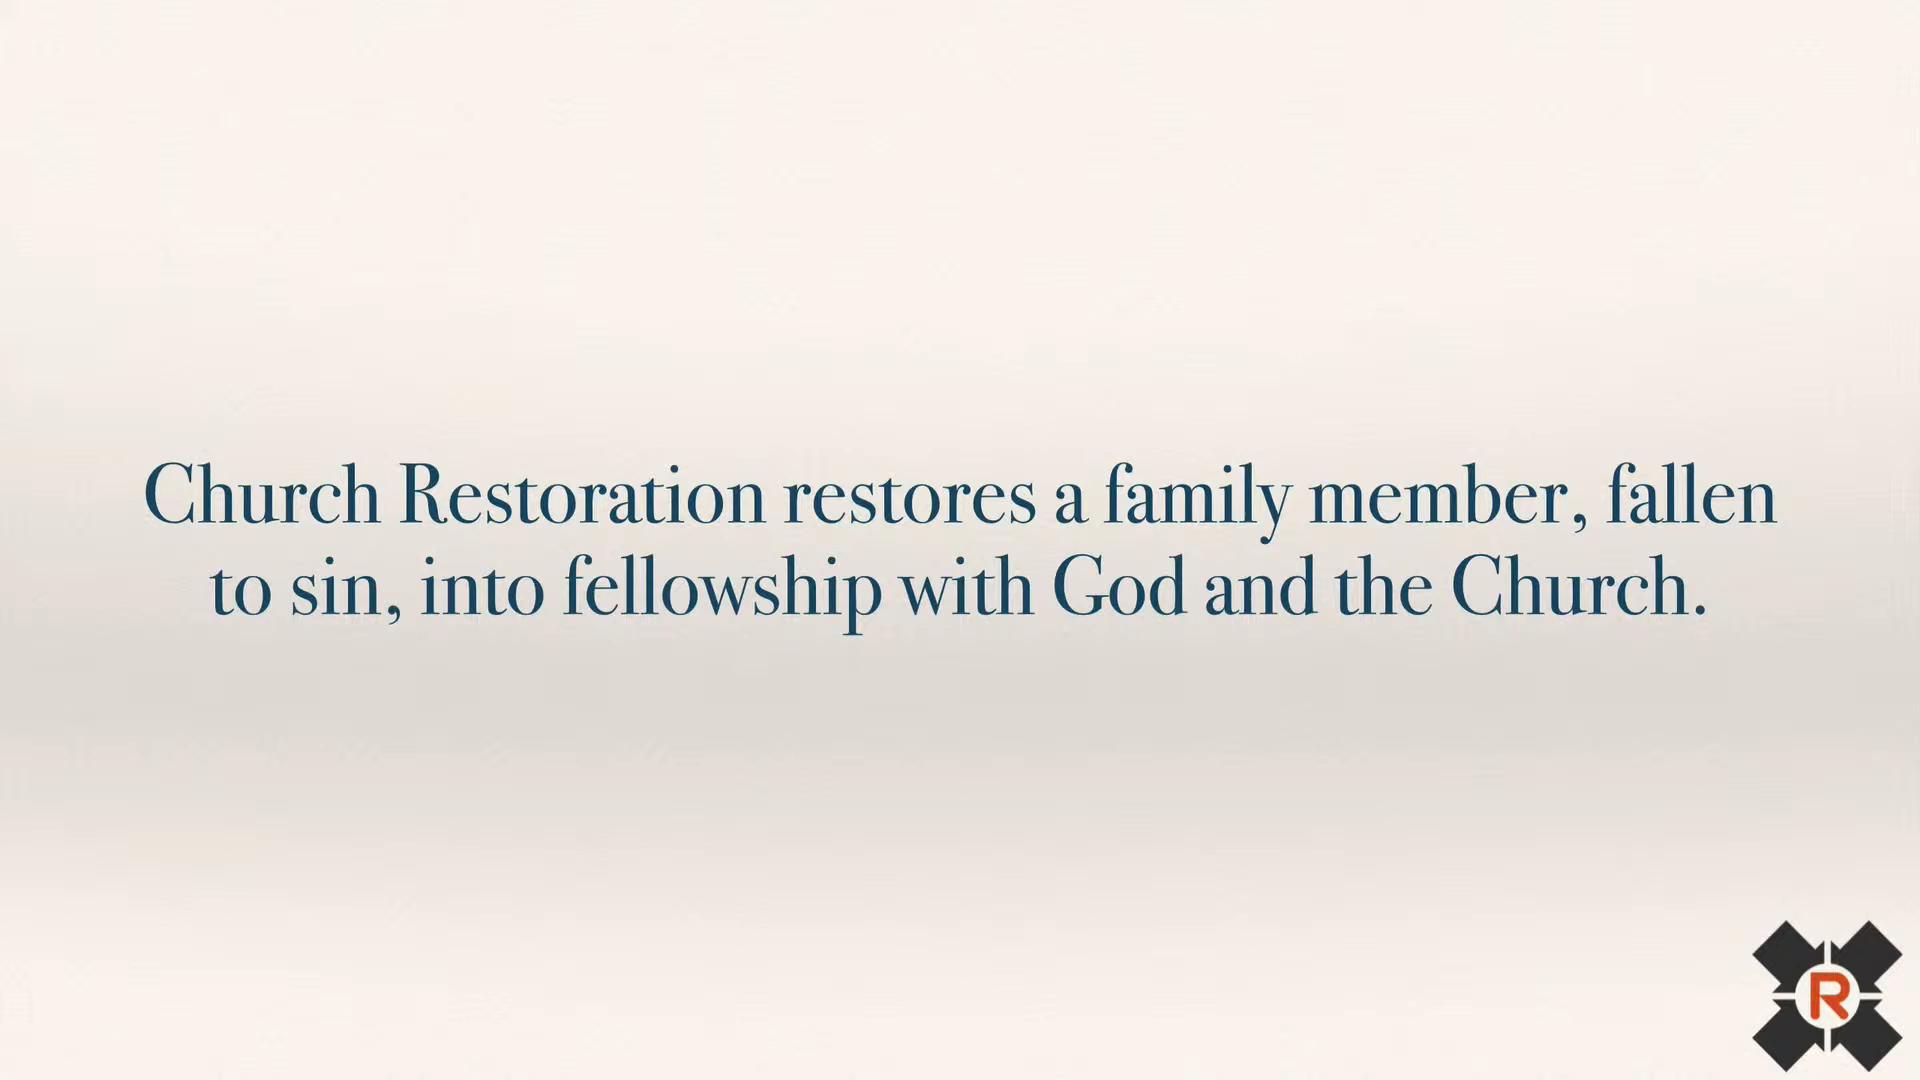 Church Restoration restores a family member, fallen
to sin, into fellowship with God and the Church.
R